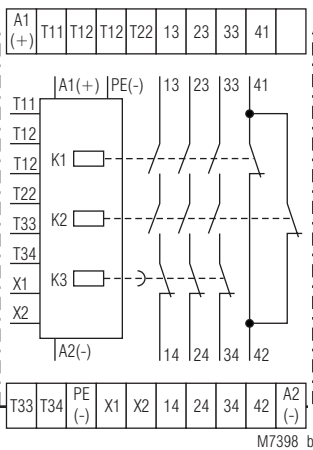 A1 (+) T11 T12 T12 T22 13 23 33 41
A1(+) PE(-) 13 23 33 41
T11
T12
T12
K1
T22
T33
K2
T34
X1
K3
X2
A2(-) 14 24 34 42
T33 T34 PE (-) X1 X2 14 24 34 42 A2 (-)
M7398 b